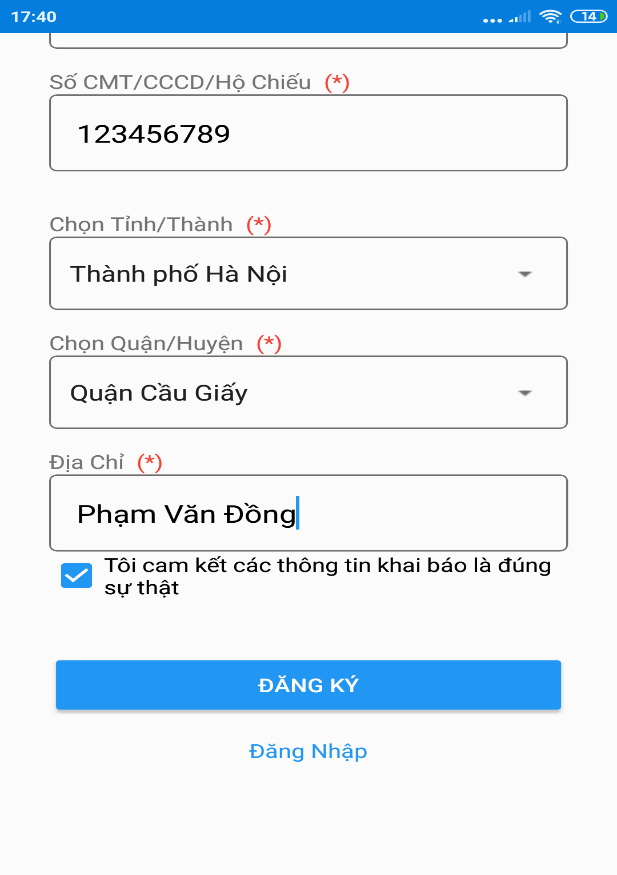 17:40
14
Số CMT/CCCD/Hộ Chiếu (*)
123456789
Chọn Tỉnh/Thành (*)
Thành phố Hà Nội
Chọn Quận/Huyện (*)
Quận Cầu Giấy
Địa Chỉ (*)
Phạm Văn Đồng
Tôi cam kết các thông tin khai báo là đúng
sự thật
ĐĂNG KÝ
Đăng Nhập